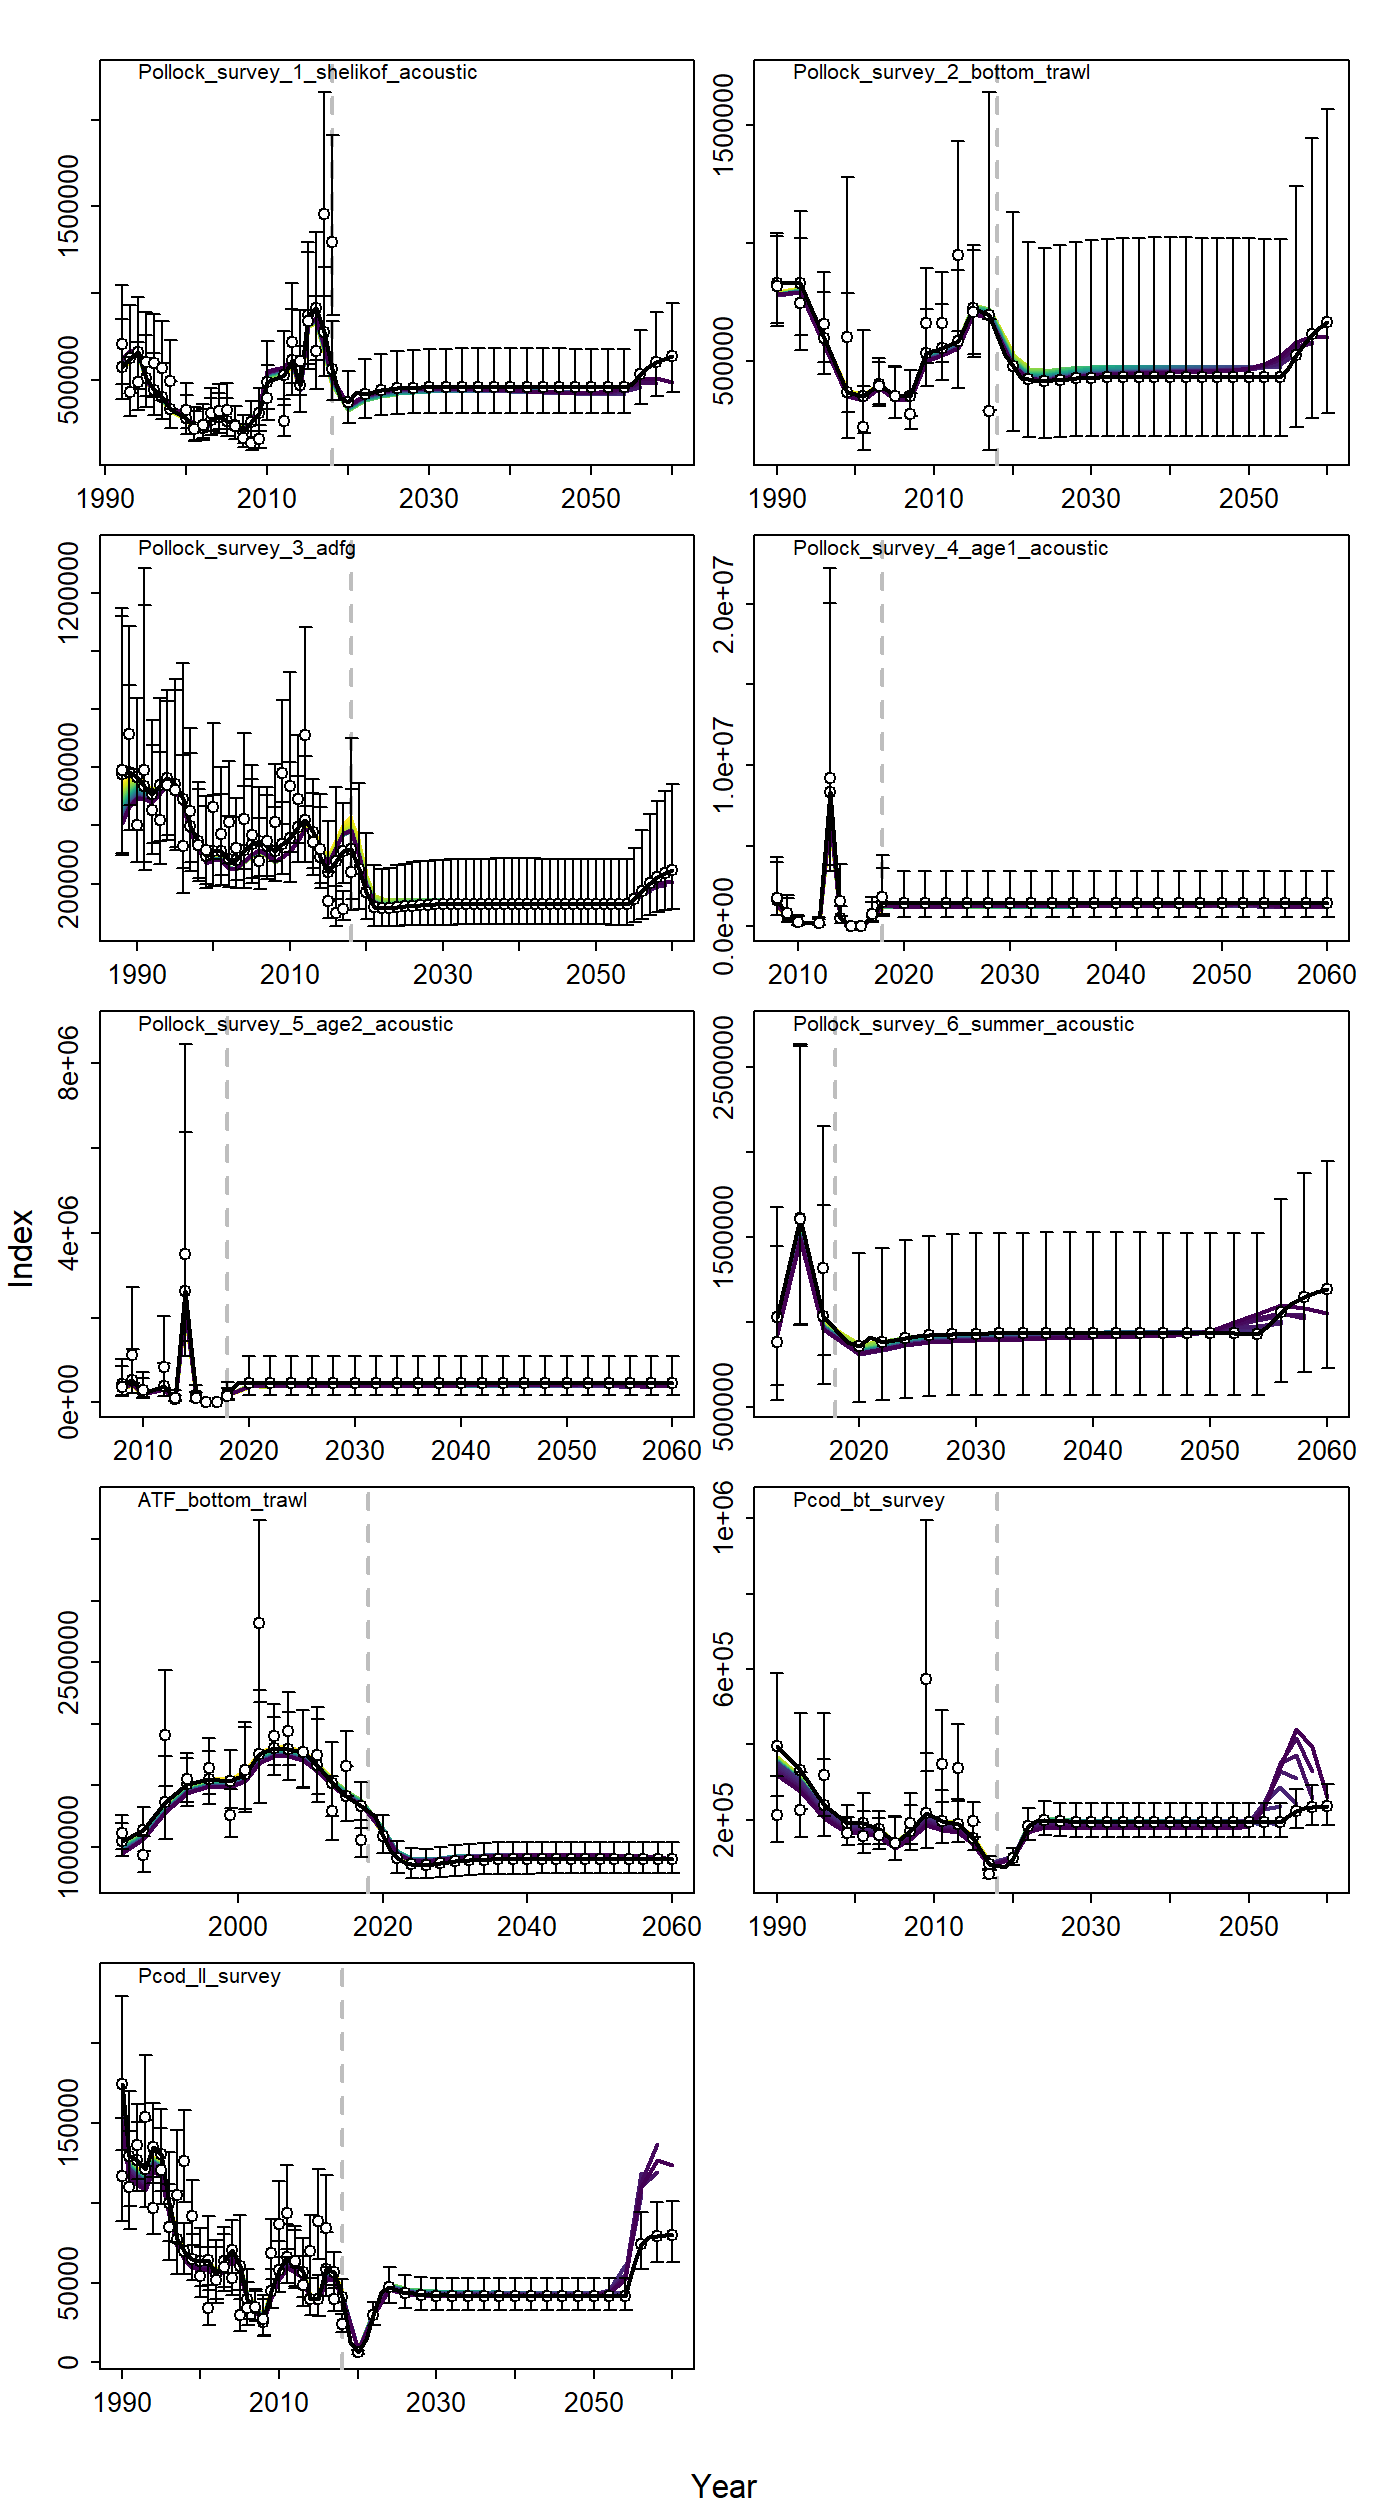 Pollock_survey_1_shelikof_acoustic
500000 1500000
1990 2010 2030 2050
Pollock_survey_2_bottom_trawl
500000 1500000
1990 2010 2030 2050
Pollock_survey_3_adfg
200000 600000 1200000
1990 2010 2030 2050
Pollock_survey_4_age1_acoustic
0.0e+00 1.0e+07 2.0e+07
2010 2020 2030 2040 2050 2060
Pollock_survey_5_age2_acoustic
0e+00 4e+06 8e+06
2010 2020 2030 2040 2050 2060
Pollock_survey_6_summer_acoustic
500000 1500000 2500000
2020 2030 2040 2050 2060
Index
ATF_bottom_trawl
1000000 2500000
2000 2020 2040 2060
Pcod_bt_survey
2e+05 6e+05 1e+06
1990 2010 2030 2050
Pcod_ll_survey
0 50000 150000
1990 2010 2030 2050
Year